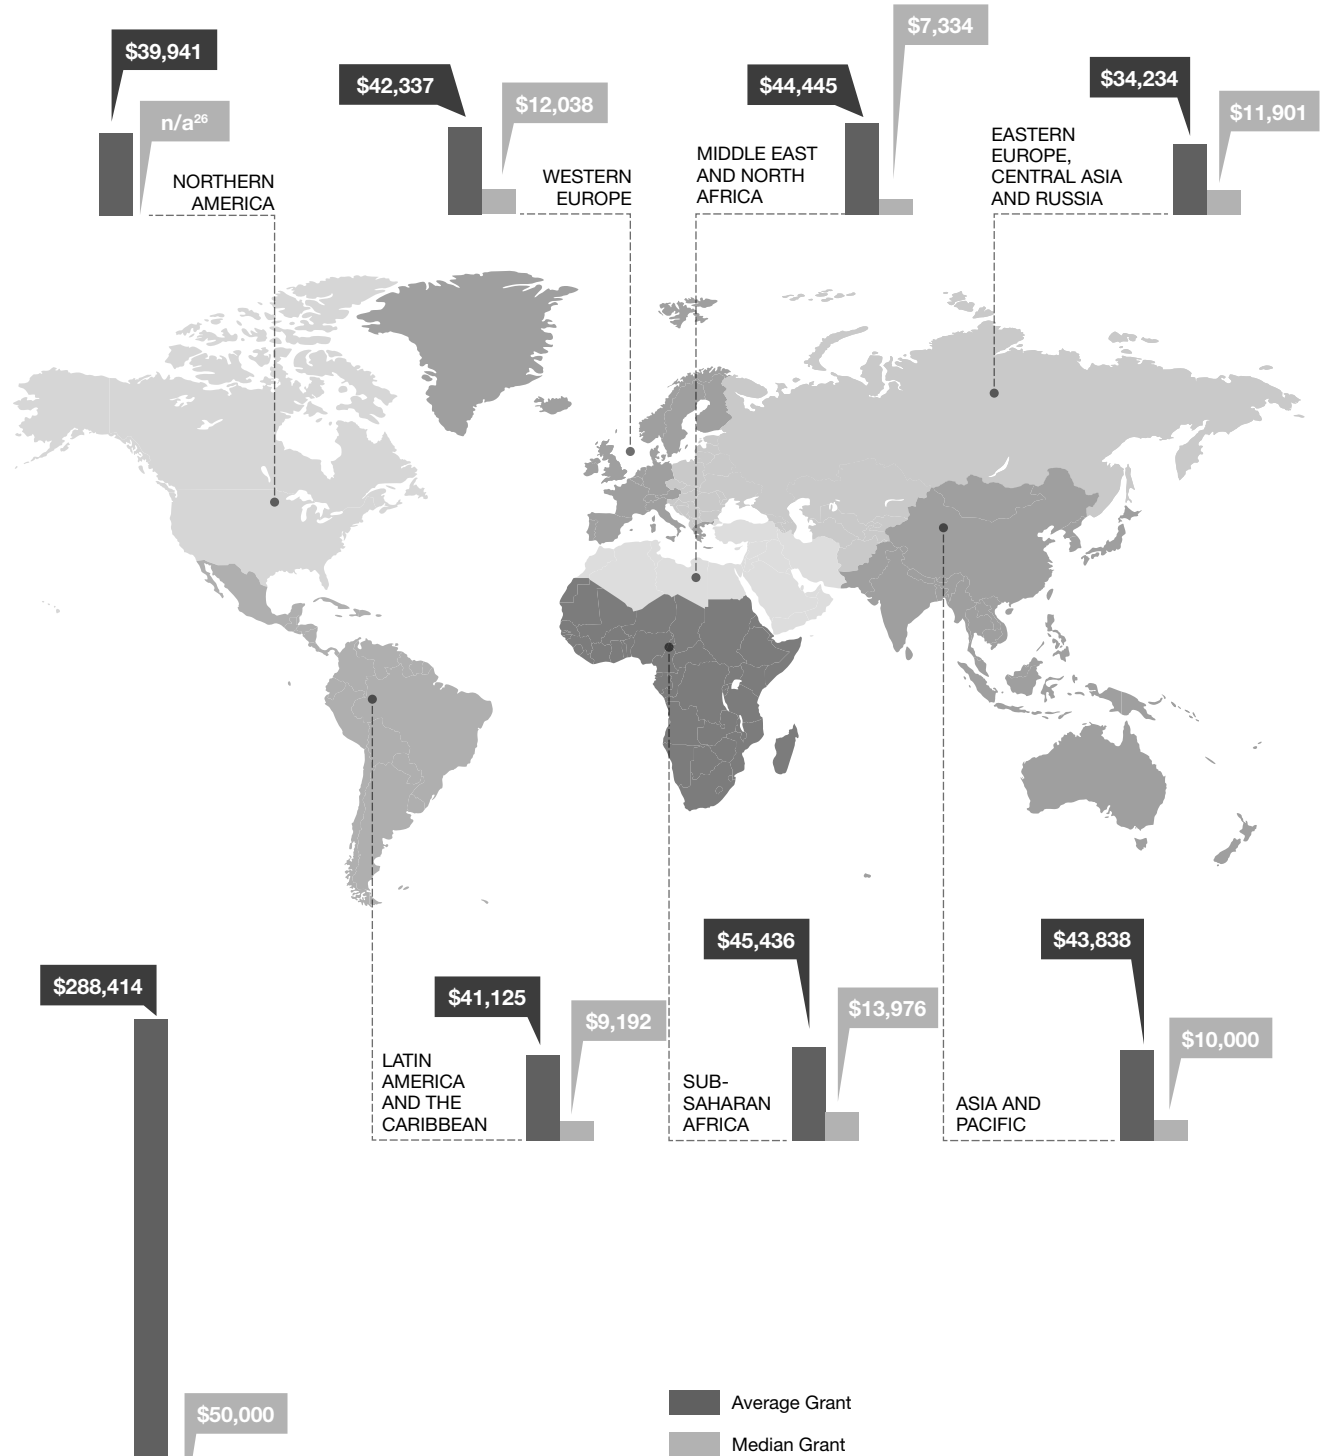 $39,941
n/a26
NORTHERN
AMERICA
$42,337
$12,038
WESTERN
EUROPE
$44,445
$7,334
MIDDLE EAST
AND NORTH
AFRICA
$34,234
$11,901
EASTERN
EUROPE,
CENTRAL ASIA
AND RUSSIA
$288,414
$50,000
$41,125
$9,192
LATIN
AMERICA
AND THE
CARIBBEAN
$45,436
$13,976
SUB-
SAHARAN
AFRICA
$43,838
$10,000
ASIA AND
PACIFIC
Average Grant
Median Grant